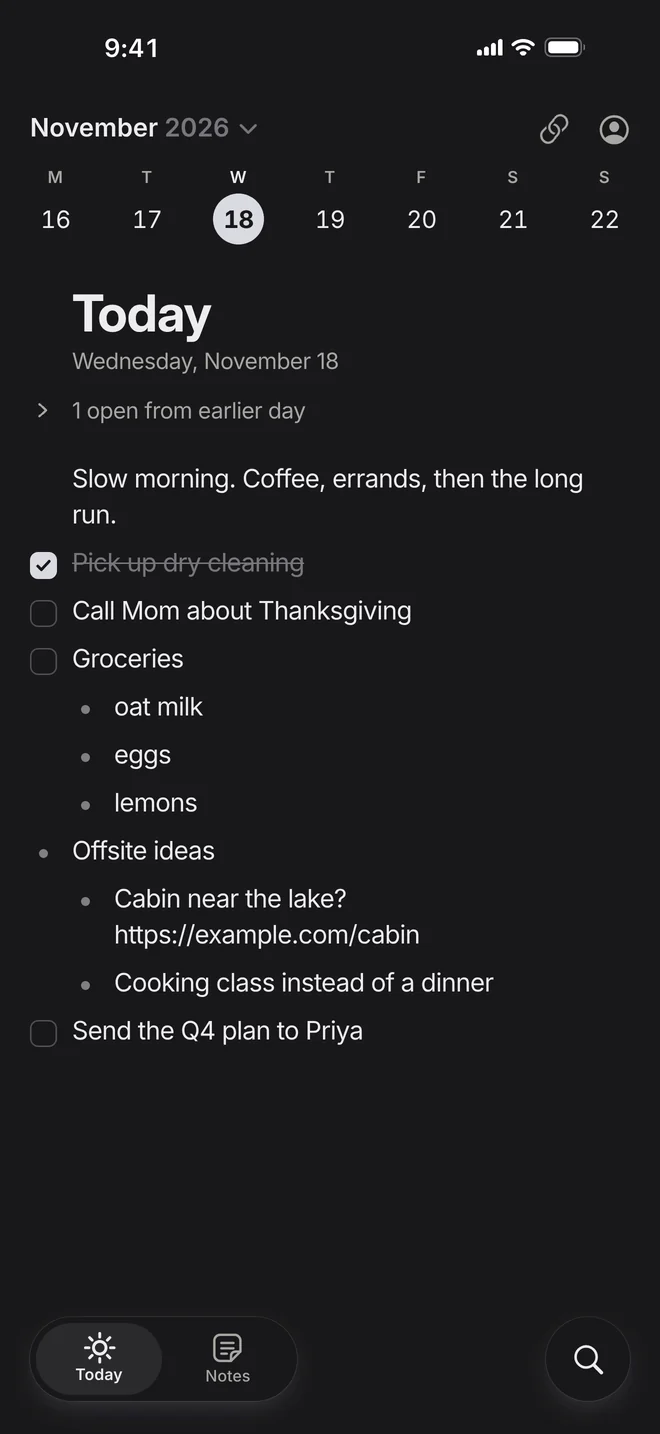 9:41
November 2026
M T W T F S S
16 17 18 19 20 21 22
Today
Wednesday, November 18
1 open from earlier day
Slow morning. Coffee, errands, then the long
run.
Pick up dry cleaning
Call Mom about Thanksgiving
Groceries
oat milk
eggs
lemons
Offsite ideas
Cabin near the lake?
https://example.com/cabin
Cooking class instead of a dinner
Send the Q4 plan to Priya
Today Notes